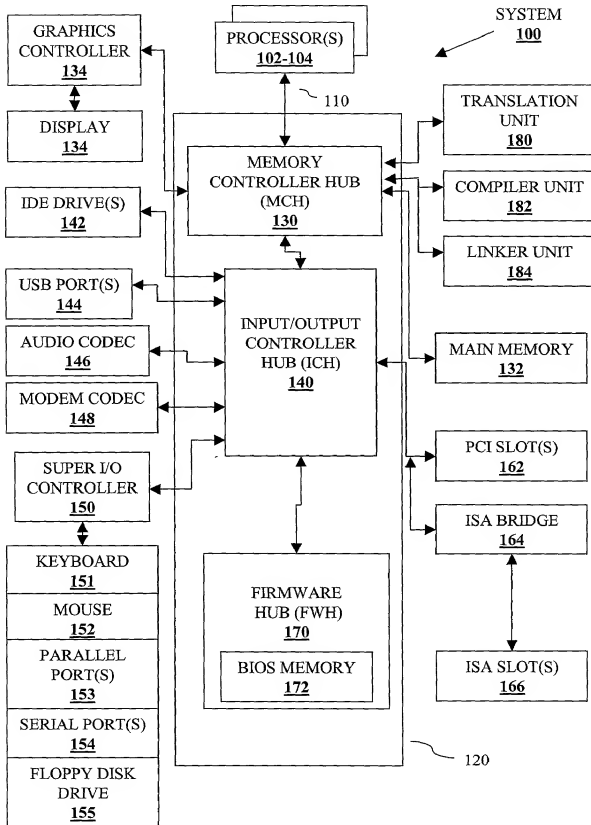 SYSTEM
100
GRAPHICS
CONTROLLER
134
DISPLAY
134
IDE DRIVE(S)
142
USB PORT(S)
144
AUDIO CODEC
146
MODEM CODEC
148
SUPER I/O
CONTROLLER
150
KEYBOARD
151
MOUSE
152
PARALLEL
PORT(S)
153
SERIAL PORT(S)
154
FLOPPY DISK
DRIVE
155
PROCESSOR(S)
102-104
110
MEMORY
CONTROLLER HUB
(MCH)
130
INPUT/OUTPUT
CONTROLLER
HUB (ICH)
140
FIRMWARE
HUB (FWH)
170
BIOS MEMORY
172
120
TRANSLATION
UNIT
180
COMPILER UNIT
182
LINKER UNIT
184
MAIN MEMORY
132
PCI SLOT(S)
162
ISA BRIDGE
164
ISA SLOT(S)
166